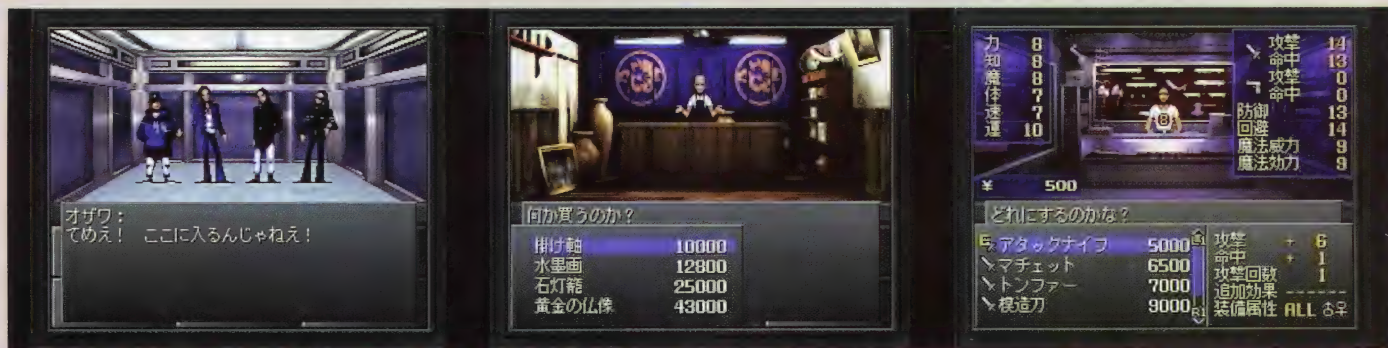 オザワ：
てめえ！　ここに入るんじゃねえ！
何か買うのか？
掛け軸 10000
水墨画 12800
石灯籠 25000
黄金の仏像 43000
力 8
知 8
魔 8
体 7
速 7
運 10
攻撃 14
命中 13
攻撃 0
命中 0
防御 13
回避 14
魔法威力 9
魔法効力 9
¥ 500
どれにするのかな？
E アタックナイフ 5000
マチェット 6500
トンファー 7000
模造刀 9000
L1
R1
攻撃 + 6
命中 + 1
攻撃回数 1
追加効果 ------
装備属性 ALL ♂♀